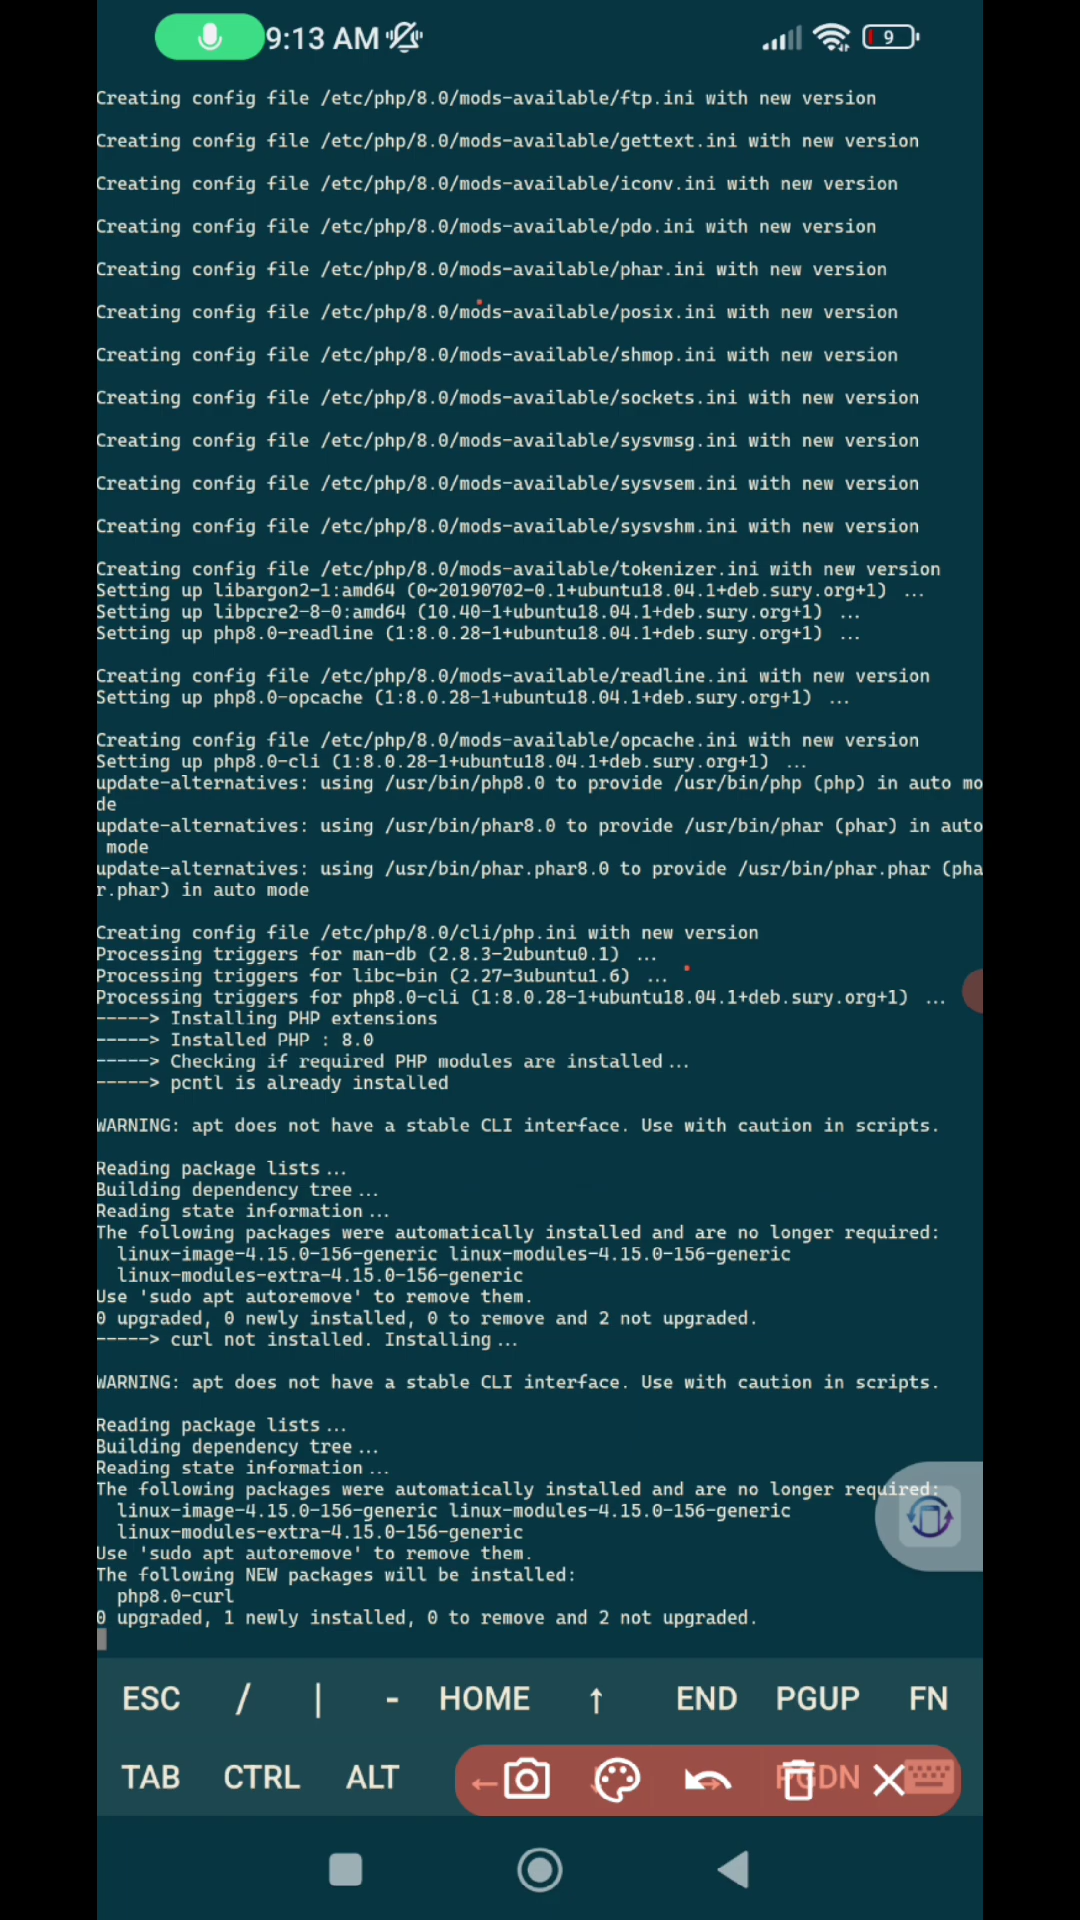 9:13 AM
9
Creating config file /etc/php/8.0/mods-available/ftp.ini with new version
Creating config file /etc/php/8.0/mods-available/gettext.ini with new version
Creating config file /etc/php/8.0/mods-available/iconv.ini with new version
Creating config file /etc/php/8.0/mods-available/pdo.ini with new version
Creating config file /etc/php/8.0/mods-available/phar.ini with new version
Creating config file /etc/php/8.0/mods-available/posix.ini with new version
Creating config file /etc/php/8.0/mods-available/shmop.ini with new version
Creating config file /etc/php/8.0/mods-available/sockets.ini with new version
Creating config file /etc/php/8.0/mods-available/sysvmsg.ini with new version
Creating config file /etc/php/8.0/mods-available/sysvsem.ini with new version
Creating config file /etc/php/8.0/mods-available/sysvshm.ini with new version
Creating config file /etc/php/8.0/mods-available/tokenizer.ini with new version
Setting up libargon2-1:amd64 (0~20190702-0.1+ubuntu18.04.1+deb.sury.org+1) ...
Setting up libpcre2-8-0:amd64 (10.40-1+ubuntu18.04.1+deb.sury.org+1) ...
Setting up php8.0-readline (1:8.0.28-1+ubuntu18.04.1+deb.sury.org+1) ...
Creating config file /etc/php/8.0/mods-available/readline.ini with new version
Setting up php8.0-opcache (1:8.0.28-1+ubuntu18.04.1+deb.sury.org+1) ...
Creating config file /etc/php/8.0/mods-available/opcache.ini with new version
Setting up php8.0-cli (1:8.0.28-1+ubuntu18.04.1+deb.sury.org+1) ...
update-alternatives: using /usr/bin/php8.0 to provide /usr/bin/php (php) in auto mo
de
update-alternatives: using /usr/bin/phar8.0 to provide /usr/bin/phar (phar) in auto
mode
update-alternatives: using /usr/bin/phar.phar8.0 to provide /usr/bin/phar.phar (pha
r.phar) in auto mode
Creating config file /etc/php/8.0/cli/php.ini with new version
Processing triggers for man-db (2.8.3-2ubuntu0.1) ...
Processing triggers for libc-bin (2.27-3ubuntu1.6) ...
Processing triggers for php8.0-cli (1:8.0.28-1+ubuntu18.04.1+deb.sury.org+1) ...
-----> Installing PHP extensions
-----> Installed PHP : 8.0
-----> Checking if required PHP modules are installed...
-----> pcntl is already installed
WARNING: apt does not have a stable CLI interface. Use with caution in scripts.
Reading package lists...
Building dependency tree...
Reading state information...
The following packages were automatically installed and are no longer required:
linux-image-4.15.0-156-generic linux-modules-4.15.0-156-generic
linux-modules-extra-4.15.0-156-generic
Use 'sudo apt autoremove' to remove them.
0 upgraded, 0 newly installed, 0 to remove and 2 not upgraded.
-----> curl not installed. Installing...
WARNING: apt does not have a stable CLI interface. Use with caution in scripts.
Reading package lists...
Building dependency tree...
Reading state information...
The following packages were automatically installed and are no longer required:
linux-image-4.15.0-156-generic linux-modules-4.15.0-156-generic
linux-modules-extra-4.15.0-156-generic
Use 'sudo apt autoremove' to remove them.
The following NEW packages will be installed:
php8.0-curl
0 upgraded, 1 newly installed, 0 to remove and 2 not upgraded.
ESC / | - HOME ↑ END PGUP FN
TAB CTRL ALT ← PGDN